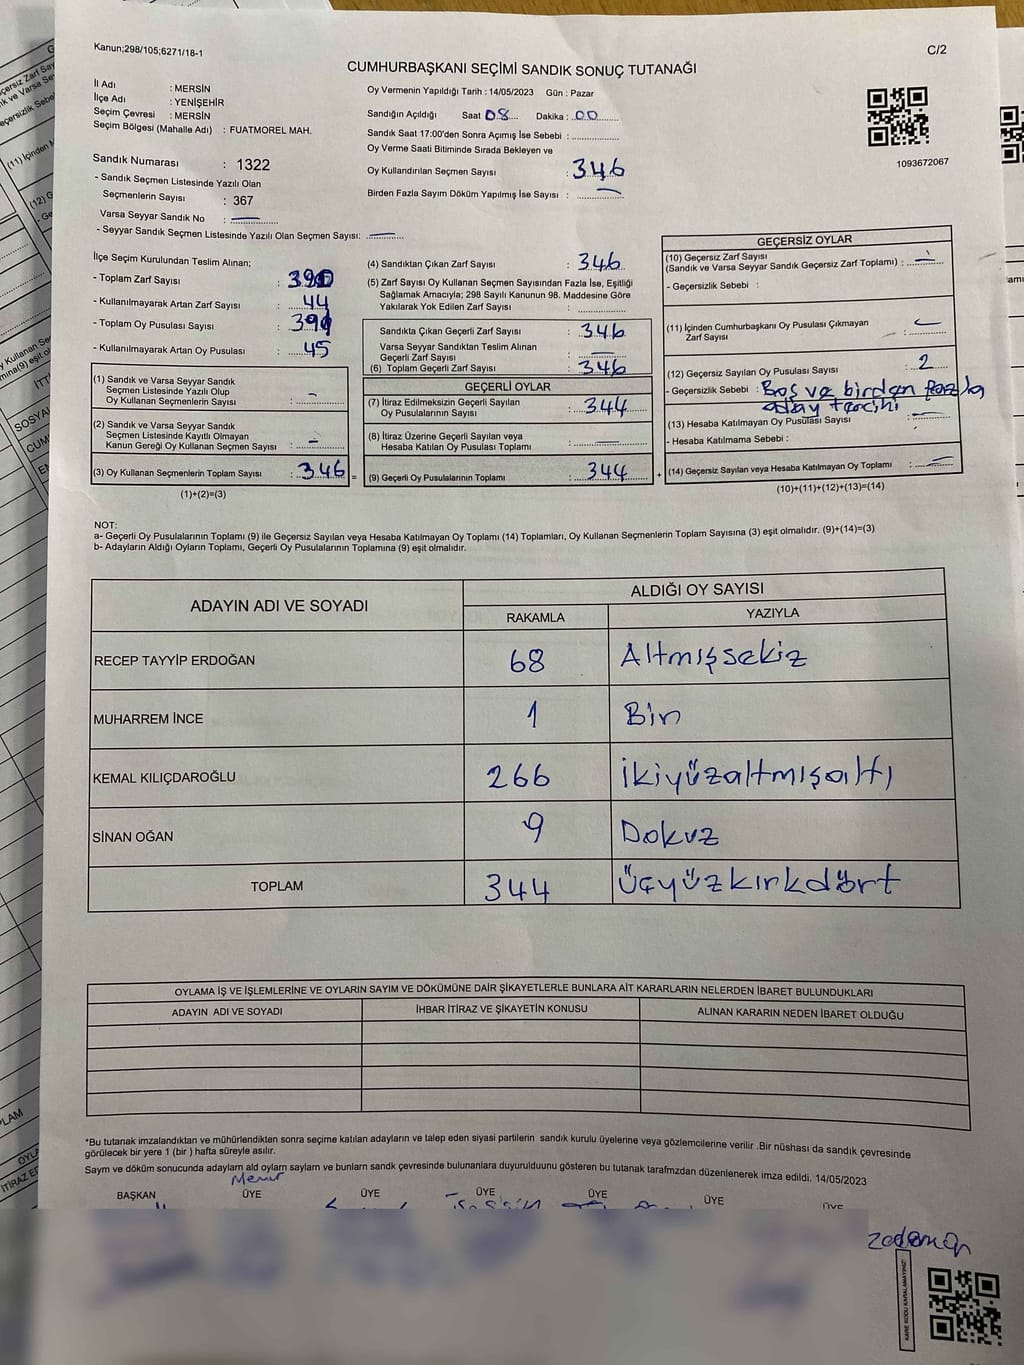 Kanun;298/105;6271/18-1
C/2
CUMHURBAŞKANI SEÇİMİ SANDIK SONUÇ TUTANAĞI
İl Adı : MERSİN
İlçe Adı : YENİŞEHİR
Seçim Çevresi : MERSİN
Seçim Bölgesi (Mahalle Adı) : FUATMOREL MAH.
Sandık Numarası : 1322
- Sandık Seçmen Listesinde Yazılı Olan
Seçmenlerin Sayısı : 367
Varsa Seyyar Sandık No : —
- Seyyar Sandık Seçmen Listesinde Yazılı Olan Seçmen Sayısı: —
Oy Vermenin Yapıldığı Tarih : 14/05/2023 Gün : Pazar
Sandığın Açıldığı Saat 08 Dakika : 00
Sandık Saat 17:00'den Sonra Açımış İse Sebebi :
Oy Verme Saati Bitiminde Sırada Bekleyen ve
Oy Kullandırılan Seçmen Sayısı : 346
Birden Fazla Sayım Döküm Yapılmış İse Sayısı : —
1093672067
İlçe Seçim Kurulundan Teslim Alınan;
- Toplam Zarf Sayısı : 390
- Kullanılmayarak Artan Zarf Sayısı : 44
- Toplam Oy Pusulası Sayısı : 391
- Kullanılmayarak Artan Oy Pusulası : 45
(1) Sandık ve Varsa Seyyar Sandık
Seçmen Listesinde Yazılı Olup
Oy Kullanan Seçmenlerin Sayısı : -
(2) Sandık ve Varsa Seyyar Sandık
Seçmen Listesinde Kayıtlı Olmayan
Kanun Gereği Oy Kullanan Seçmen Sayısı : -
(3) Oy Kullanan Seçmenlerin Toplam Sayısı : 346 =
(1)+(2)=(3)
(4) Sandıktan Çıkan Zarf Sayısı : 346
(5) Zarf Sayısı Oy Kullanan Seçmen Sayısından Fazla İse, Eşitliği
Sağlamak Amacıyla; 298 Sayılı Kanunun 98. Maddesine Göre
Yakılarak Yok Edilen Zarf Sayısı :
Sandıkta Çıkan Geçerli Zarf Sayısı : 346
Varsa Seyyar Sandıktan Teslim Alınan
Geçerli Zarf Sayısı : —
(6) Toplam Geçerli Zarf Sayısı : 346
GEÇERLİ OYLAR
(7) İtiraz Edilmeksizin Geçerli Sayılan
Oy Pusulalarının Sayısı : 344
(8) İtiraz Üzerine Geçerli Sayılan veya
Hesaba Katılan Oy Pusulası Toplamı : —
(9) Geçerli Oy Pusulalarının Toplamı : 344 +
GEÇERSİZ OYLAR
(10) Geçersiz Zarf Sayısı
(Sandık ve Varsa Seyyar Sandık Geçersiz Zarf Toplamı) : —
- Geçersizlik Sebebi :
(11) İçinden Cumhurbaşkanı Oy Pusulası Çıkmayan
Zarf Sayısı : —
(12) Geçersiz Sayılan Oy Pusulası Sayısı : 2
- Geçersizlik Sebebi : Boş ve birden fazla
aday tercihi
(13) Hesaba Katılmayan Oy Pusulası Sayısı : —
- Hesaba Katılmama Sebebi :
(14) Geçersiz Sayılan veya Hesaba Katılmayan Oy Toplamı : —
(10)+(11)+(12)+(13)=(14)
NOT:
a- Geçerli Oy Pusulalarının Toplamı (9) ile Geçersiz Sayılan veya Hesaba Katılmayan Oy Toplamı (14) Toplamları, Oy Kullanan Seçmenlerin Toplam Sayısına (3) eşit olmalıdır. (9)+(14)=(3)
b- Adayların Aldığı Oyların Toplamı, Geçerli Oy Pusulalarının Toplamına (9) eşit olmalıdır.
ADAYIN ADI VE SOYADI
ALDIĞI OY SAYISI
RAKAMLA YAZIYLA
RECEP TAYYİP ERDOĞAN 68 Altmışsekiz
MUHARREM İNCE 1 Bin
KEMAL KILIÇDAROĞLU 266 İkiyüzaltmışaltı
SİNAN OĞAN 9 Dokuz
TOPLAM 344 Üçyüzkırkdört
OYLAMA İŞ VE İŞLEMLERİNE VE OYLARIN SAYIM VE DÖKÜMÜNE DAİR ŞİKAYETLERLE BUNLARA AİT KARARLARIN NELERDEN İBARET BULUNDUKLARI
ADAYIN ADI VE SOYADI İHBAR İTİRAZ VE ŞİKAYETİN KONUSU ALINAN KARARIN NEDEN İBARET OLDUĞU
*Bu tutanak imzalandıktan ve mühürlendikten sonra seçime katılan adayların ve talep eden siyasi partilerin sandık kurulu üyelerine veya gözlemcilerine verilir .Bir nüshası da sandık çevresinde
görülecek bir yere 1 (bir ) hafta süreyle asılır.
Sayım ve döküm sonucunda adaylam ald oylam saylam ve bunlarn sandk çevresinde bulunanlara duyurulduunu gösteren bu tutanak tarafmzdan düzenlenerek imza edildi. 14/05/2023
BAŞKAN ÜYE ÜYE ÜYE ÜYE ÜYE ÜYE
KARE KODU KARALAMAYINIZ!